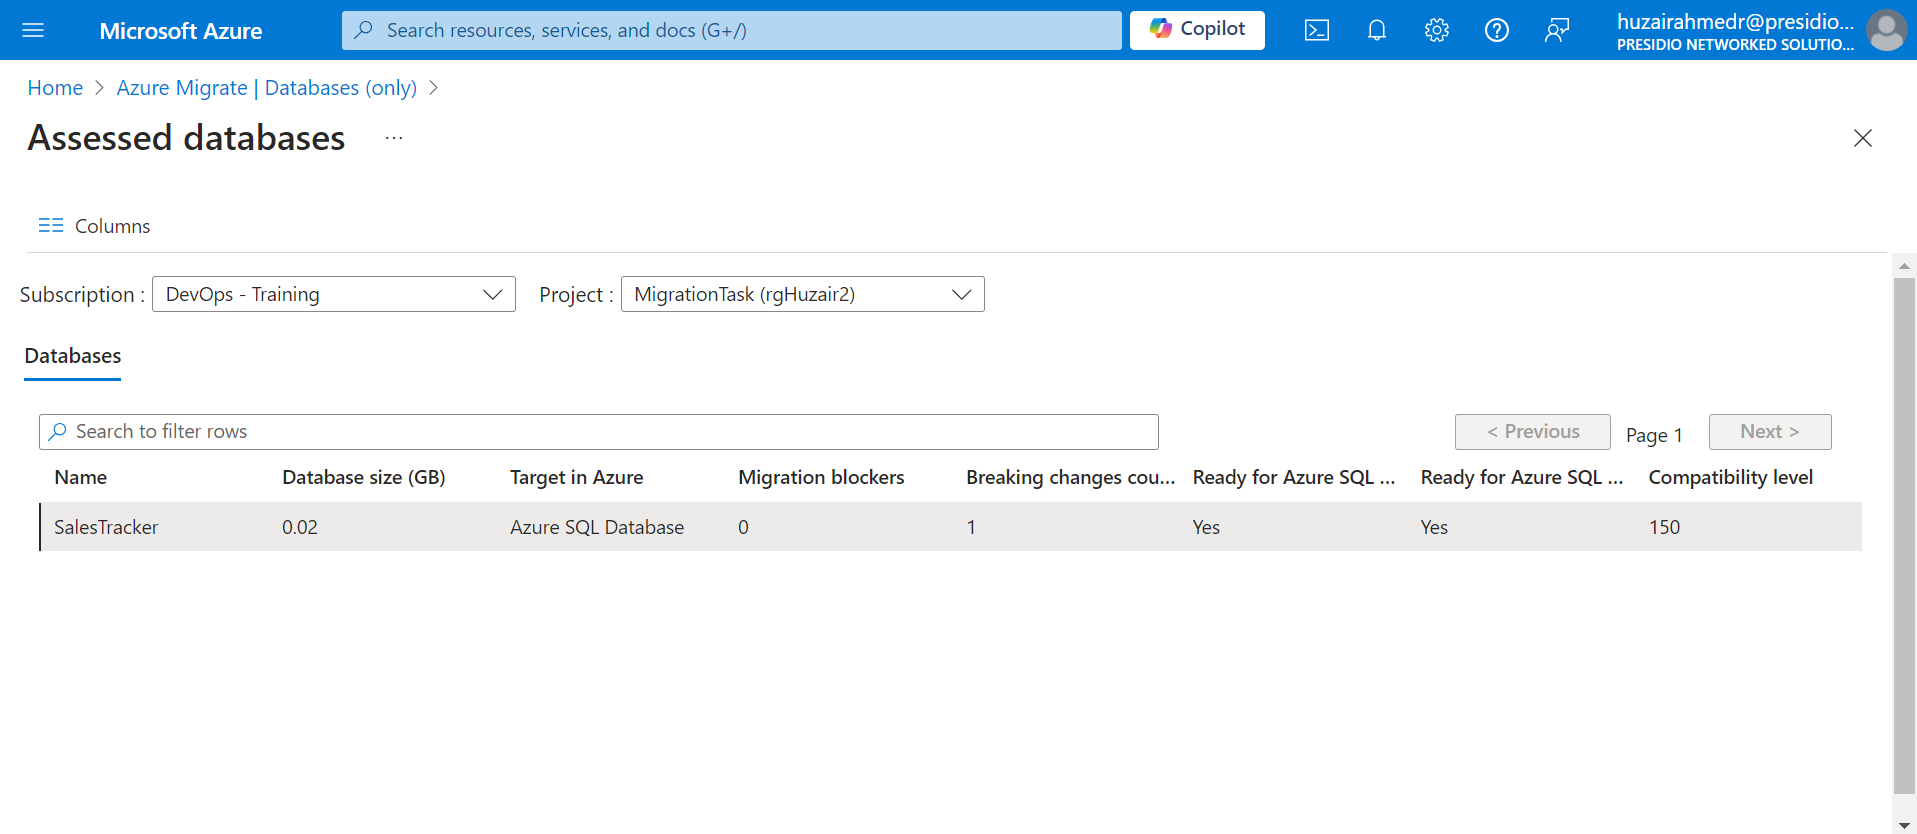 Microsoft Azure
Search resources, services, and docs (G+/)
Copilot
huzairahmedr@presidio...
PRESIDIO NETWORKED SOLUTIO...
Home > Azure Migrate | Databases (only) >
Assessed databases ...
Columns
Subscription : DevOps - Training Project : MigrationTask (rgHuzair2)
Databases
Search to filter rows < Previous Page 1 Next >
Name Database size (GB) Target in Azure Migration blockers Breaking changes cou... Ready for Azure SQL ... Ready for Azure SQL ... Compatibility level
SalesTracker 0.02 Azure SQL Database 0 1 Yes Yes 150